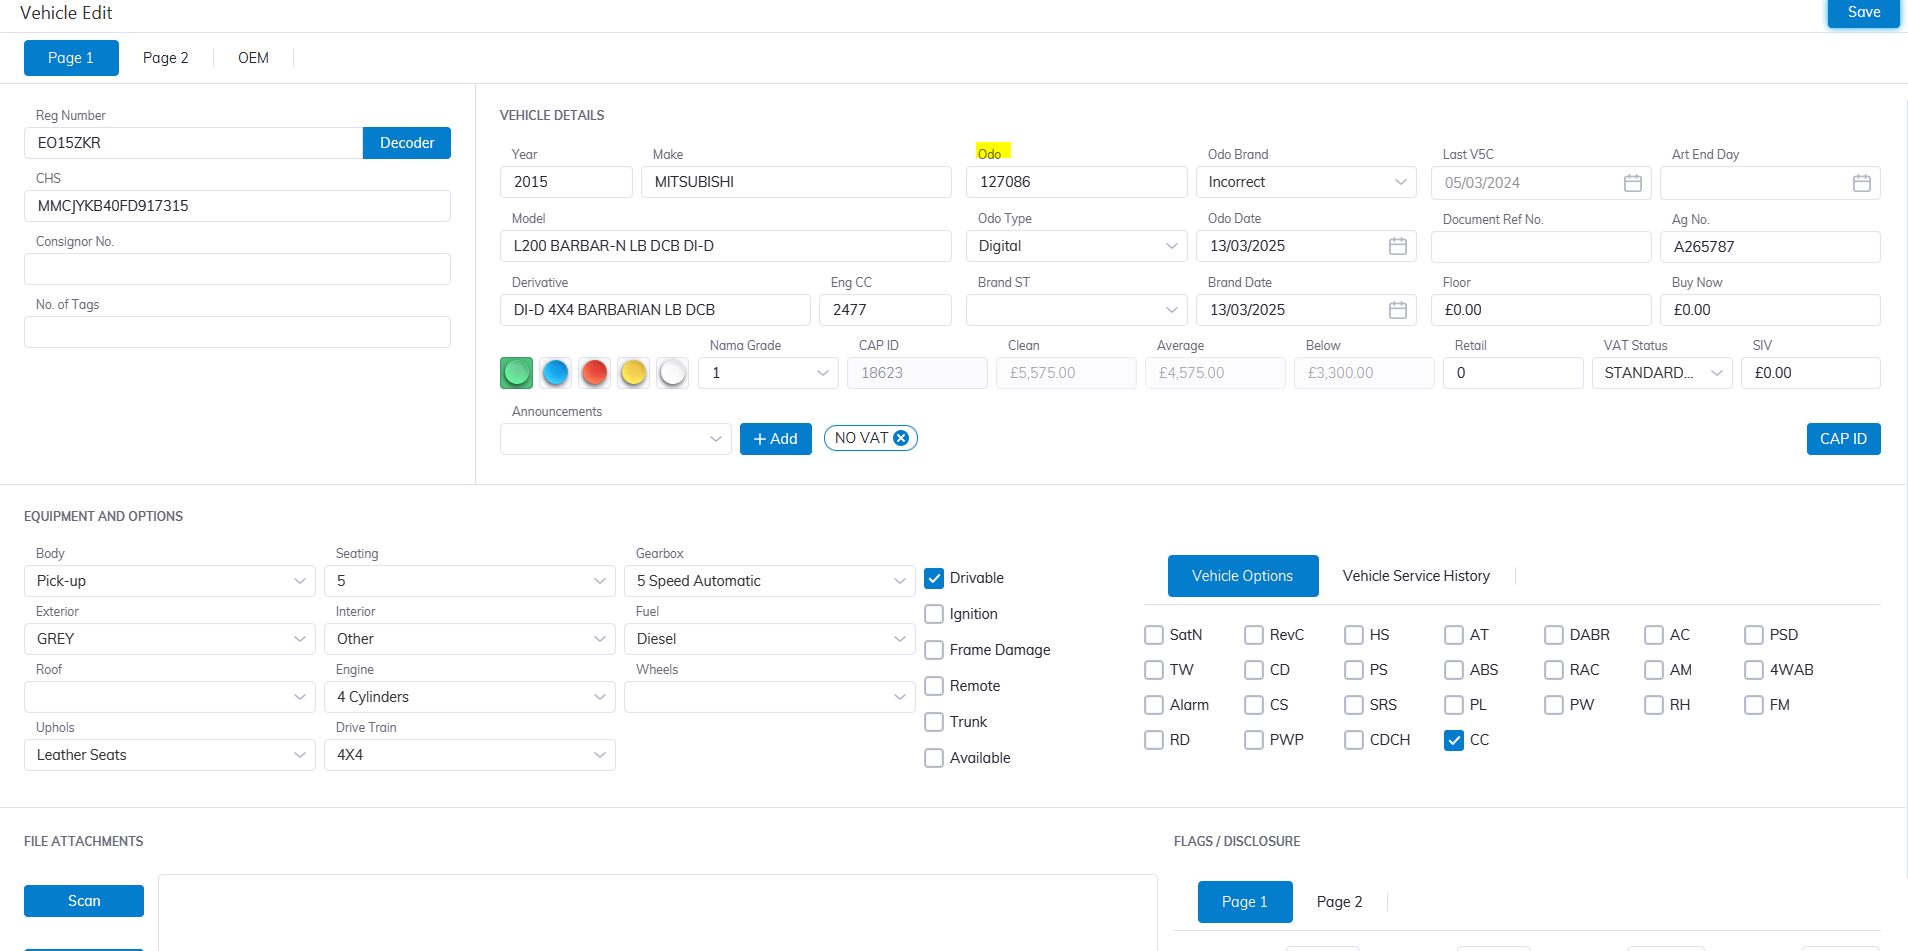 Vehicle Edit
Save
Page 1 Page 2 OEM
Reg Number
EO15ZKR Decoder
CHS
MMCJYKB40FD917315
Consignor No.
No. of Tags
VEHICLE DETAILS
Year Make Odo Odo Brand Last V5C Art End Day
2015 MITSUBISHI 127086 Incorrect 05/03/2024
Model Odo Type Odo Date Document Ref No. Ag No.
L200 BARBAR-N LB DCB DI-D Digital 13/03/2025 A265787
Derivative Eng CC Brand ST Brand Date Floor Buy Now
DI-D 4X4 BARBARIAN LB DCB 2477 13/03/2025 £0.00 £0.00
Nama Grade CAP ID Clean Average Below Retail VAT Status SIV
1 18623 £5,575.00 £4,575.00 £3,300.00 0 STANDARD... £0.00
Announcements
+ Add NO VAT CAP ID
EQUIPMENT AND OPTIONS
Body Seating Gearbox
Pick-up 5 5 Speed Automatic
Exterior Interior Fuel
GREY Other Diesel
Roof Engine Wheels
4 Cylinders
Uphols Drive Train
Leather Seats 4X4
Drivable
Ignition
Frame Damage
Remote
Trunk
Available
Vehicle Options Vehicle Service History
SatN RevC HS AT DABR AC PSD
TW CD PS ABS RAC AM 4WAB
Alarm CS SRS PL PW RH FM
RD PWP CDCH CC
FILE ATTACHMENTS
Scan
FLAGS / DISCLOSURE
Page 1 Page 2